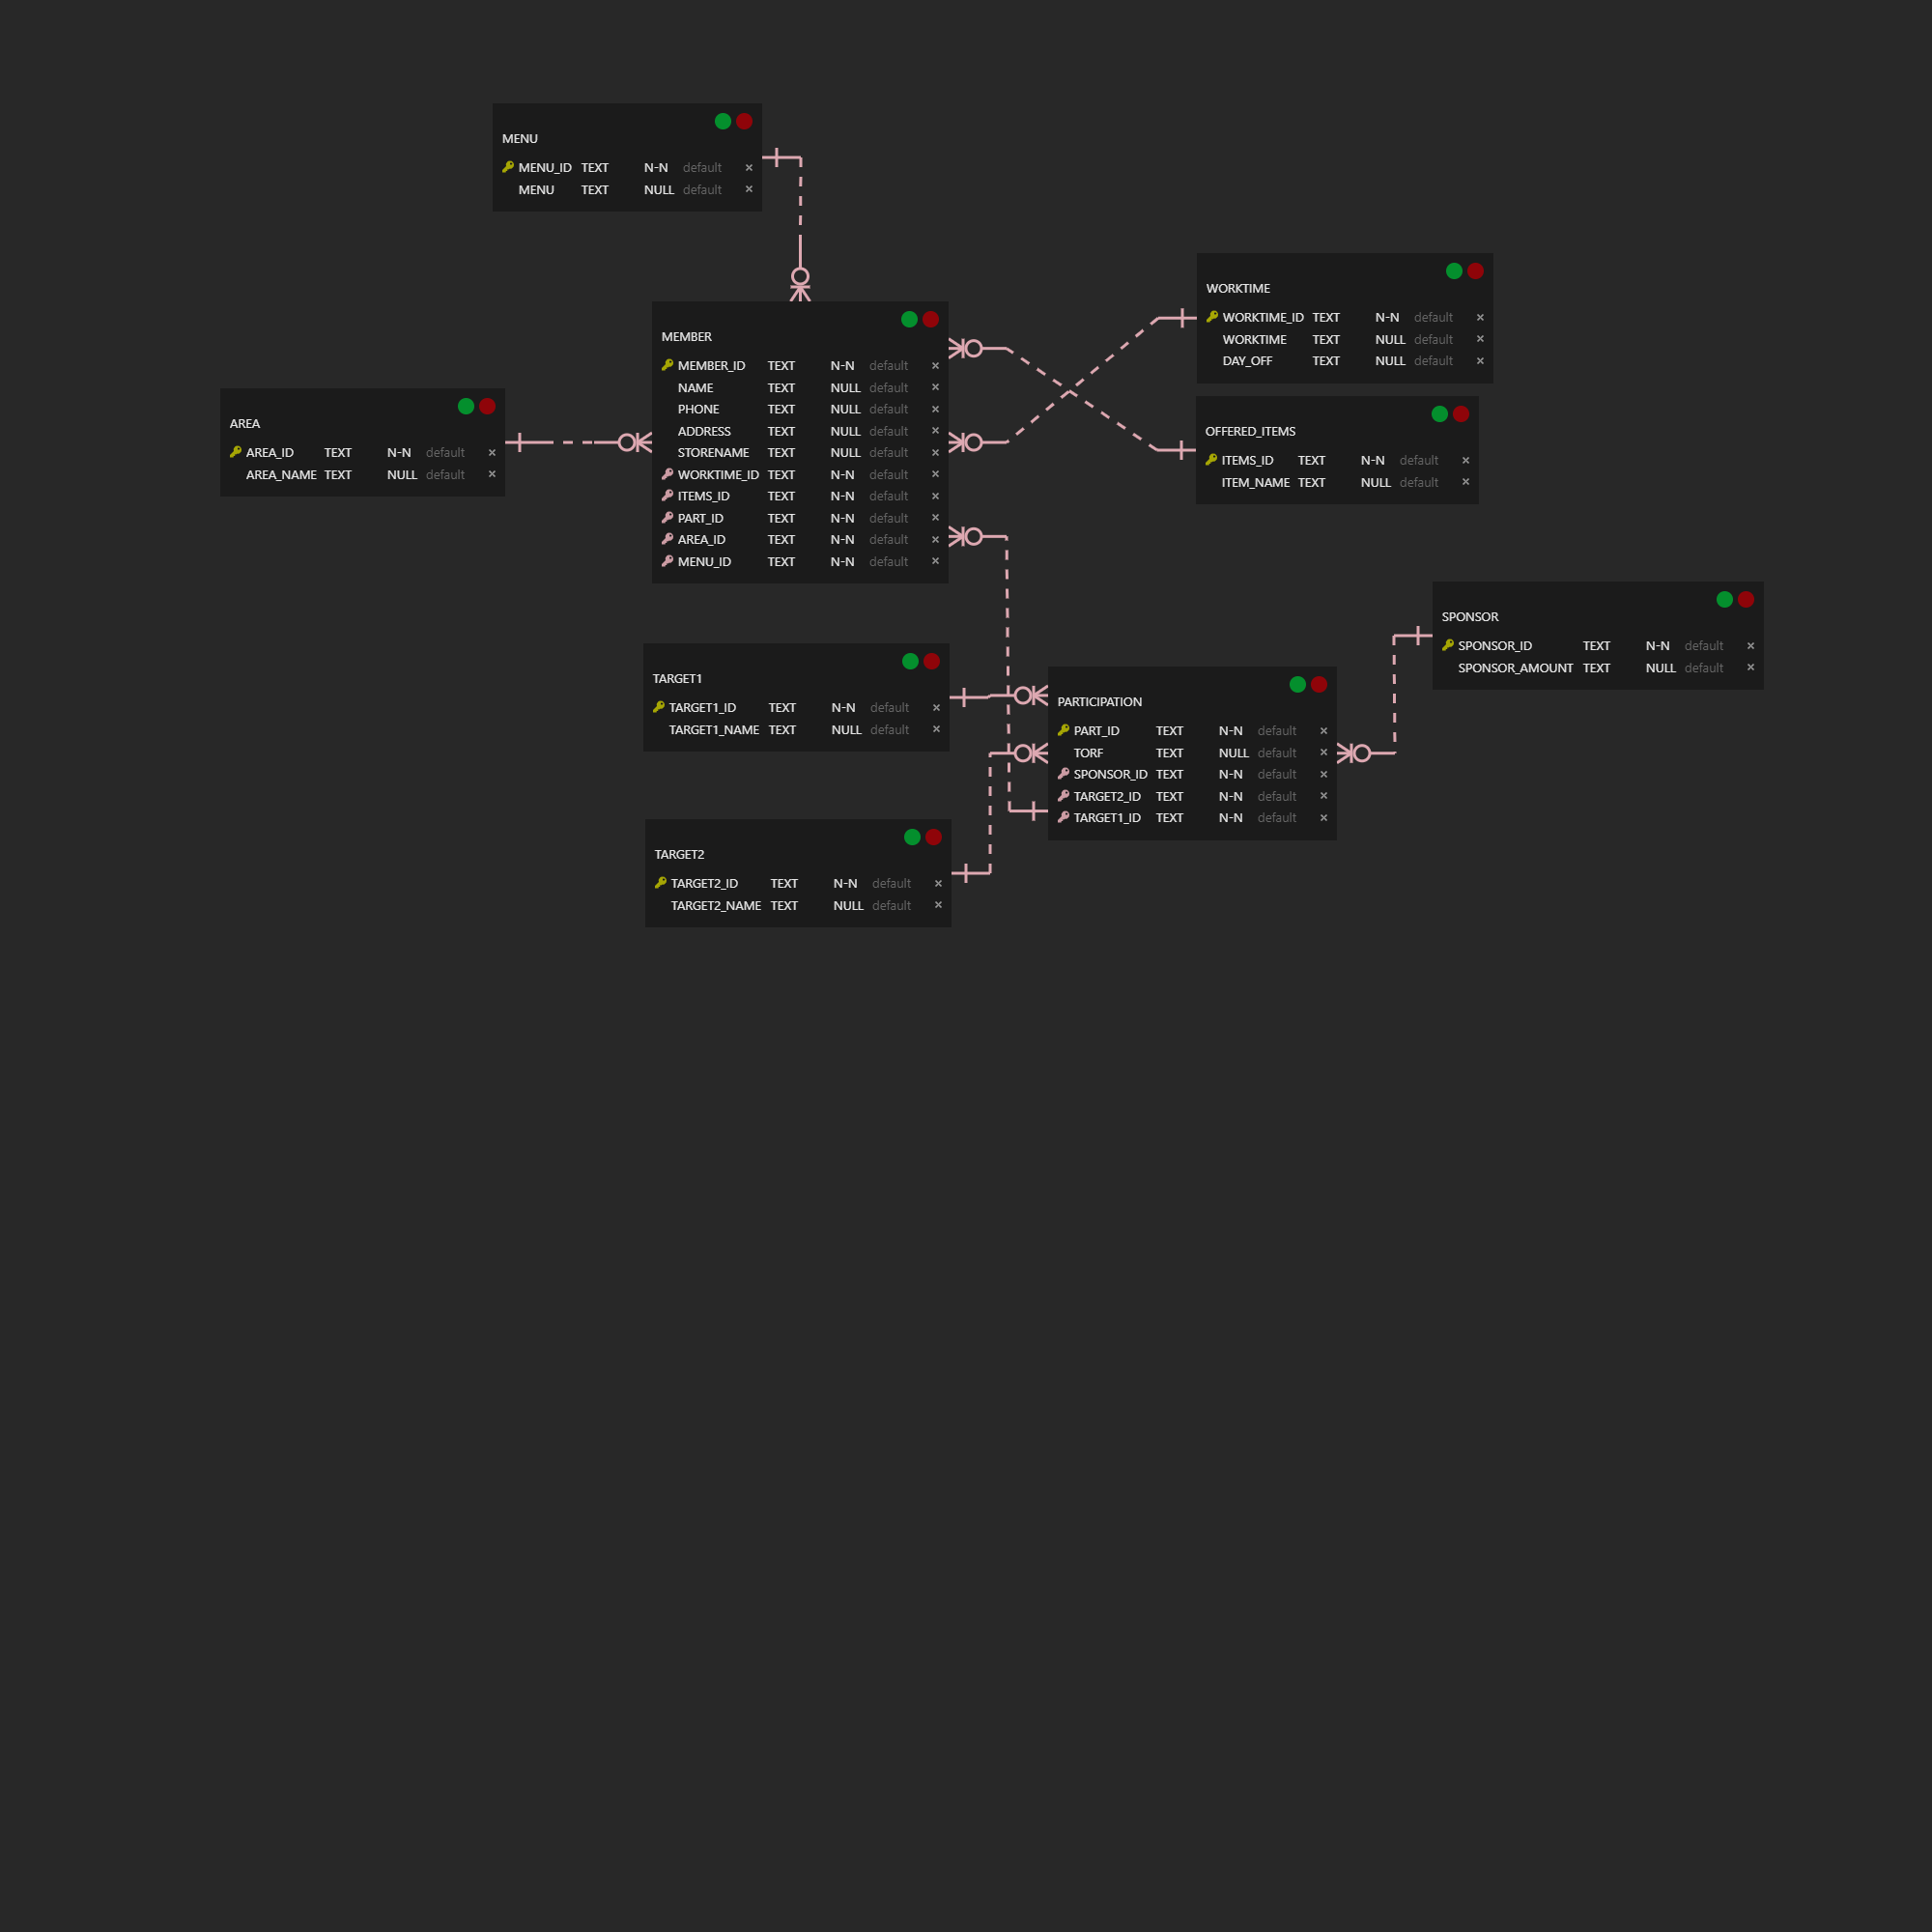 MENU
MENU_ID TEXT N-N default ×
MENU TEXT NULL default ×
WORKTIME
WORKTIME_ID TEXT N-N default ×
WORKTIME TEXT NULL default ×
DAY_OFF TEXT NULL default ×
MEMBER
MEMBER_ID TEXT N-N default ×
NAME TEXT NULL default ×
PHONE TEXT NULL default ×
ADDRESS TEXT NULL default ×
STORENAME TEXT NULL default ×
WORKTIME_ID TEXT N-N default ×
ITEMS_ID TEXT N-N default ×
PART_ID TEXT N-N default ×
AREA_ID TEXT N-N default ×
MENU_ID TEXT N-N default ×
AREA
AREA_ID TEXT N-N default ×
AREA_NAME TEXT NULL default ×
OFFERED_ITEMS
ITEMS_ID TEXT N-N default ×
ITEM_NAME TEXT NULL default ×
SPONSOR
SPONSOR_ID TEXT N-N default ×
SPONSOR_AMOUNT TEXT NULL default ×
TARGET1
TARGET1_ID TEXT N-N default ×
TARGET1_NAME TEXT NULL default ×
PARTICIPATION
PART_ID TEXT N-N default ×
TORF TEXT NULL default ×
SPONSOR_ID TEXT N-N default ×
TARGET2_ID TEXT N-N default ×
TARGET1_ID TEXT N-N default ×
TARGET2
TARGET2_ID TEXT N-N default ×
TARGET2_NAME TEXT NULL default ×